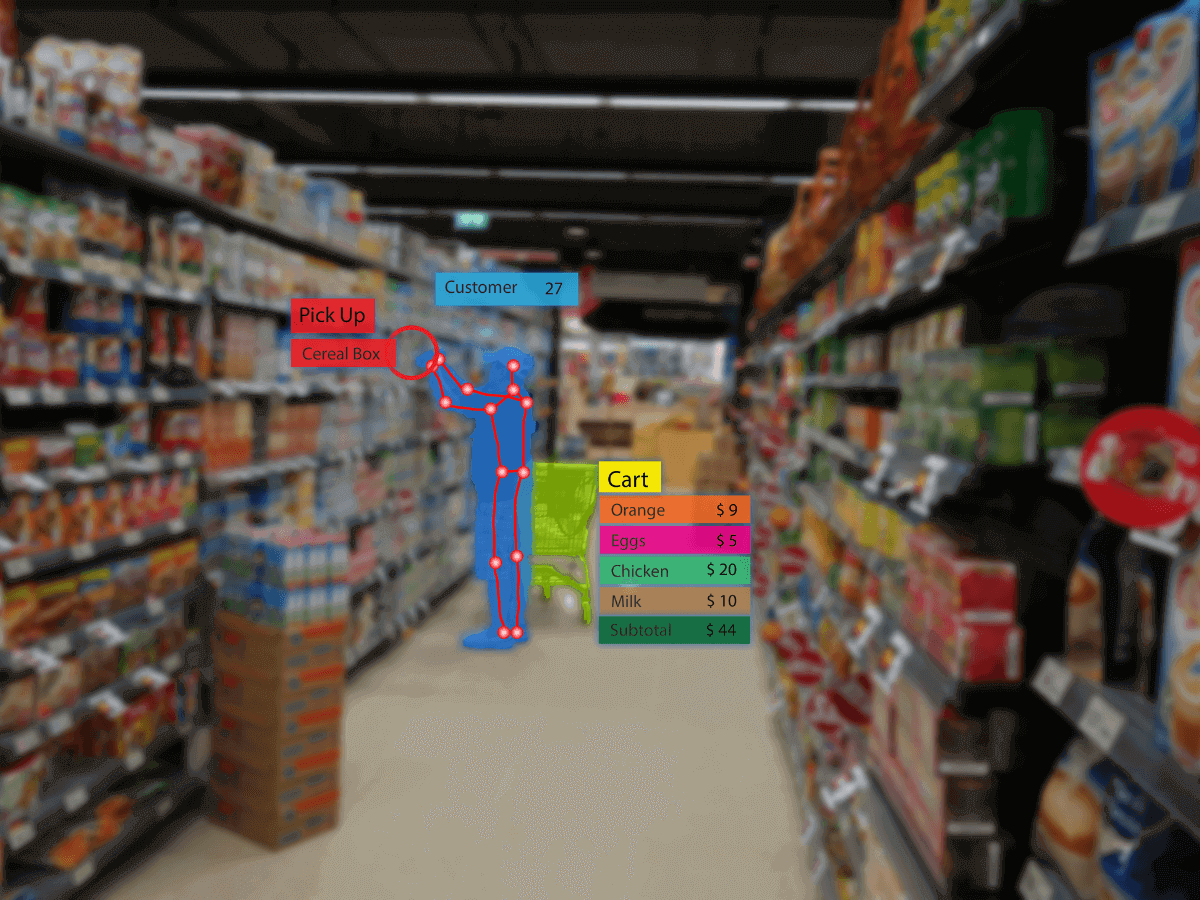 Customer 27
Pick Up
Cereal Box
Cart
Orange $ 9
Eggs $ 5
Chicken $ 20
Milk $ 10
Subtotal $ 44